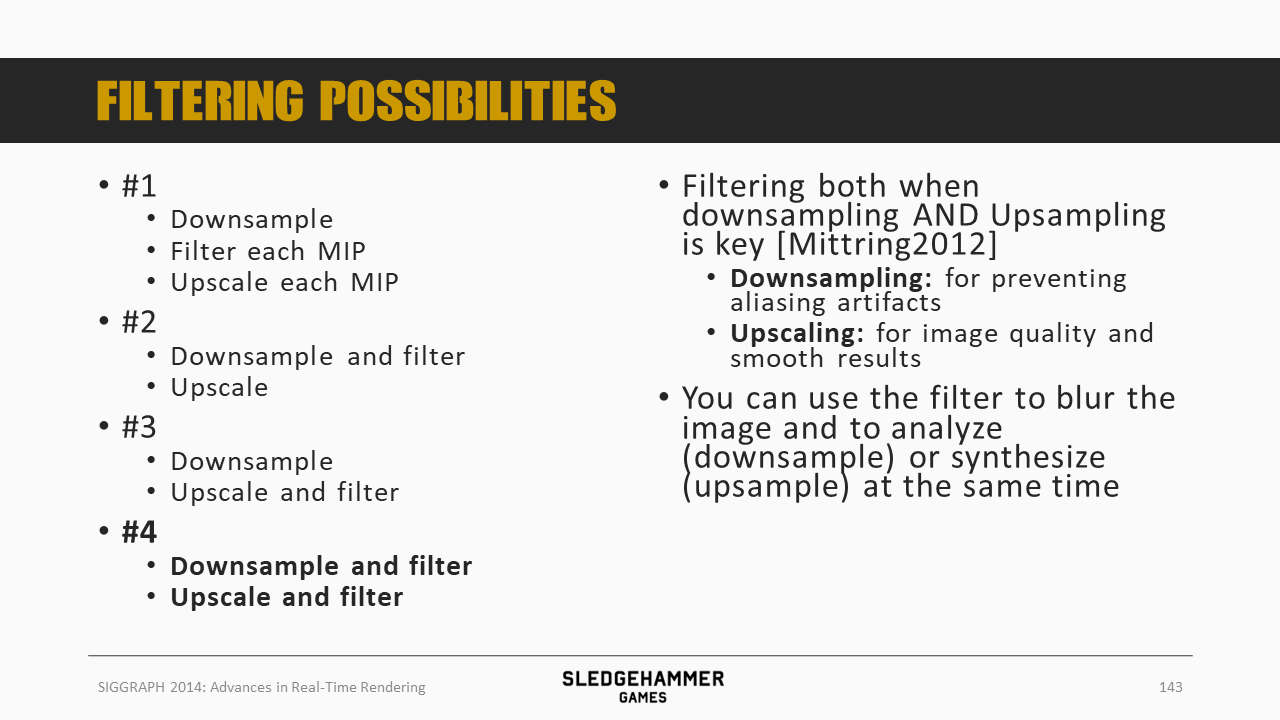 FILTERING POSSIBILITIES
• #1
• Downsample
• Filter each MIP
• Upscale each MIP
• #2
• Downsample and filter
• Upscale
• #3
• Downsample
• Upscale and filter
• #4
• Downsample and filter
• Upscale and filter
• Filtering both when
downsampling AND Upsampling
is key [Mittring2012]
• Downsampling: for preventing
aliasing artifacts
• Upscaling: for image quality and
smooth results
• You can use the filter to blur the
image and to analyze
(downsample) or synthesize
(upsample) at the same time
SIGGRAPH 2014: Advances in Real-Time Rendering
SLEDGEHAMMER
GAMES
143